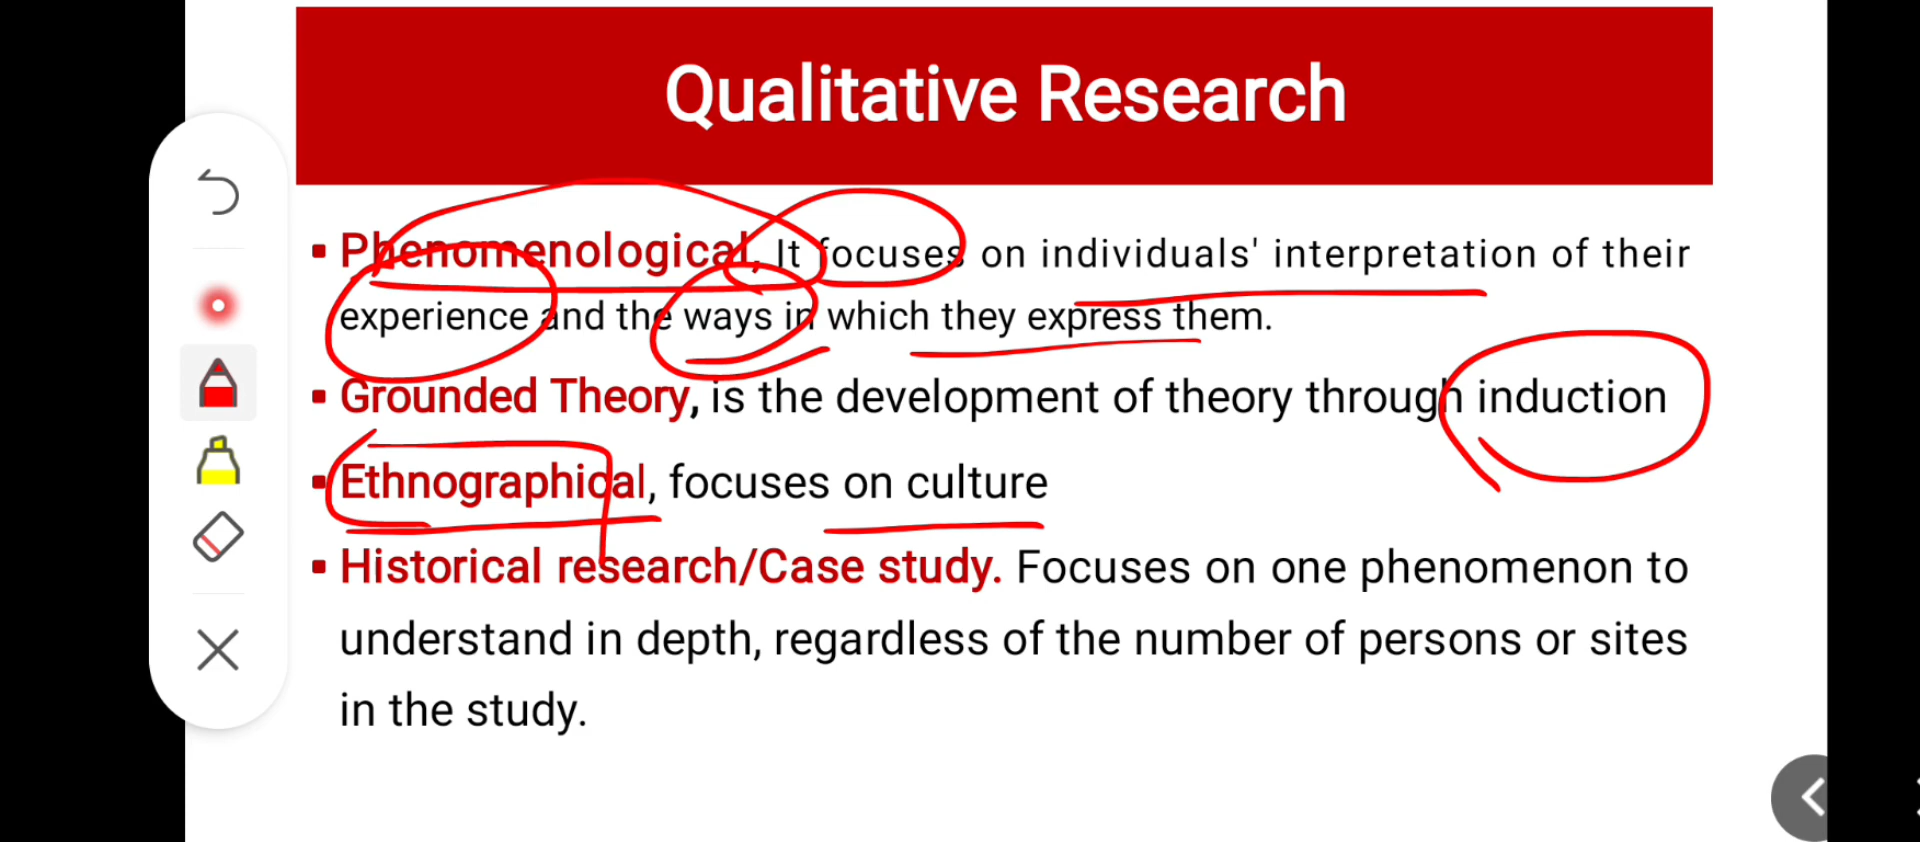 Qualitative Research
▪ Phenomenological, It focuses on individuals' interpretation of their
experience and the ways in which they express them.
▪ Grounded Theory, is the development of theory through induction
▪ Ethnographical, focuses on culture
▪ Historical research/Case study. Focuses on one phenomenon to
understand in depth, regardless of the number of persons or sites
in the study.